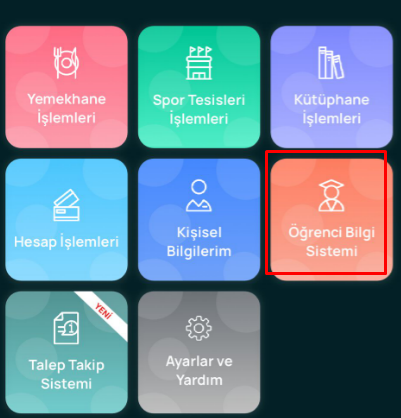 Yemekhane
İşlemleri
Spor Tesisleri
İşlemleri
Kütüphane
İşlemleri
Hesap İşlemleri
Kişisel
Bilgilerim
Öğrenci Bilgi
Sistemi
YENİ
1
Talep Takip
Sistemi
Ayarlar ve
Yardım